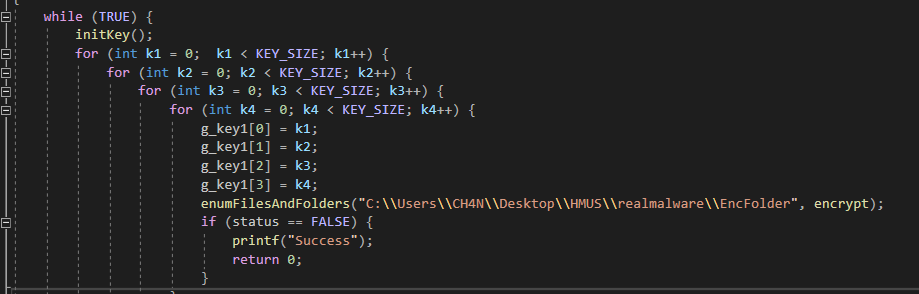 {
while (TRUE) {
initKey();
for (int k1 = 0;  k1 < KEY_SIZE; k1++) {
for (int k2 = 0; k2 < KEY_SIZE; k2++) {
for (int k3 = 0; k3 < KEY_SIZE; k3++) {
for (int k4 = 0; k4 < KEY_SIZE; k4++) {
g_key1[0] = k1;
g_key1[1] = k2;
g_key1[2] = k3;
g_key1[3] = k4;
enumFilesAndFolders("C:\\Users\\CH4N\\Desktop\\HMUS\\realmalware\\EncFolder", encrypt);
if (status == FALSE) {
printf("Success");
return 0;
}
}